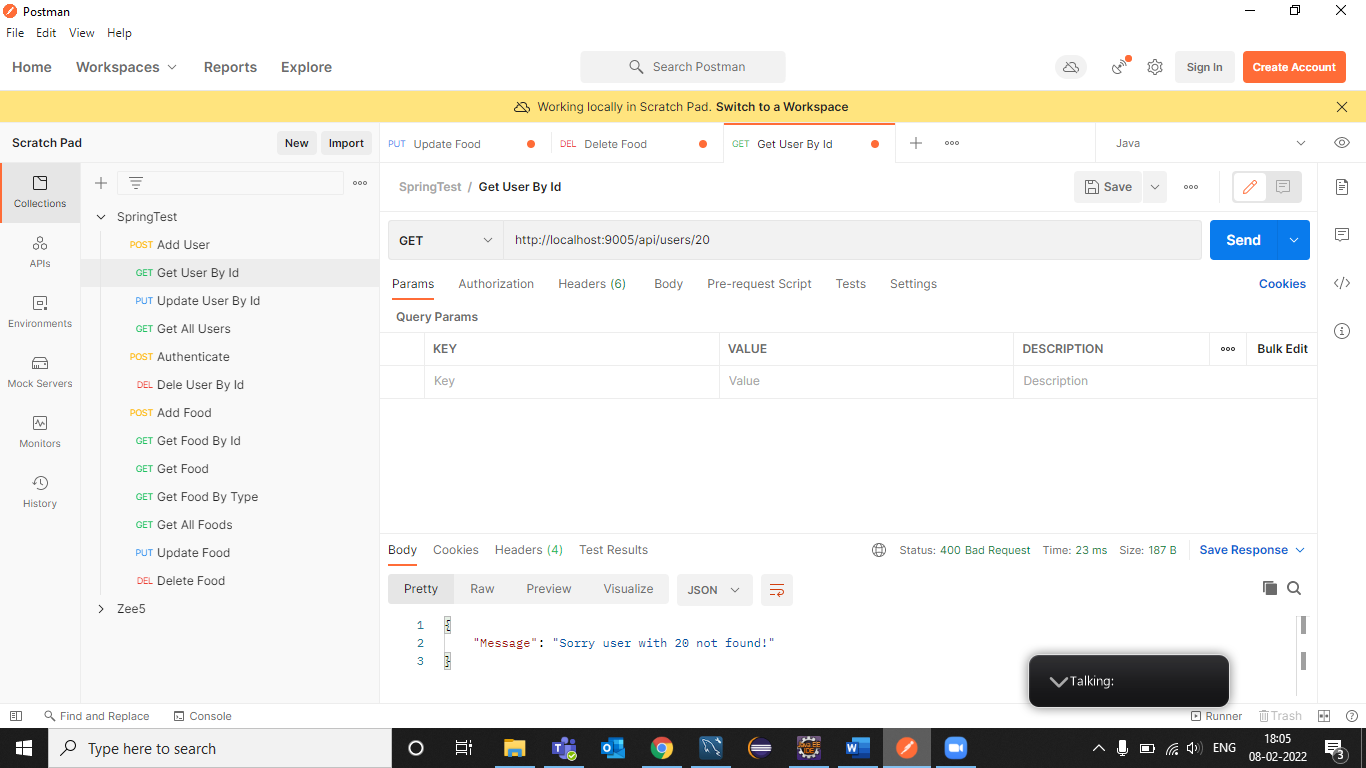 Postman
File Edit View Help
Home Workspaces Reports Explore Search Postman Sign In Create Account
Working locally in Scratch Pad. Switch to a Workspace
Scratch Pad New Import
PUT Update Food DEL Delete Food GET Get User By Id Java
Collections
APIs
Environments
Mock Servers
Monitors
History
SpringTest
POST Add User
GET Get User By Id
PUT Update User By Id
GET Get All Users
POST Authenticate
DEL Dele User By Id
POST Add Food
GET Get Food By Id
GET Get Food
GET Get Food By Type
GET Get All Foods
PUT Update Food
DEL Delete Food
Zee5
SpringTest / Get User By Id Save
GET http://localhost:9005/api/users/20 Send
Params Authorization Headers (6) Body Pre-request Script Tests Settings Cookies
Query Params
KEY VALUE DESCRIPTION Bulk Edit
Key Value Description
Body Cookies Headers (4) Test Results Status: 400 Bad Request Time: 23 ms Size: 187 B Save Response
Pretty Raw Preview Visualize JSON
1 {
2 "Message": "Sorry user with 20 not found!"
3 }
Talking:
Find and Replace Console Runner Trash
Type here to search
JAVA EE
IDE
ENG
18:05
08-02-2022
3